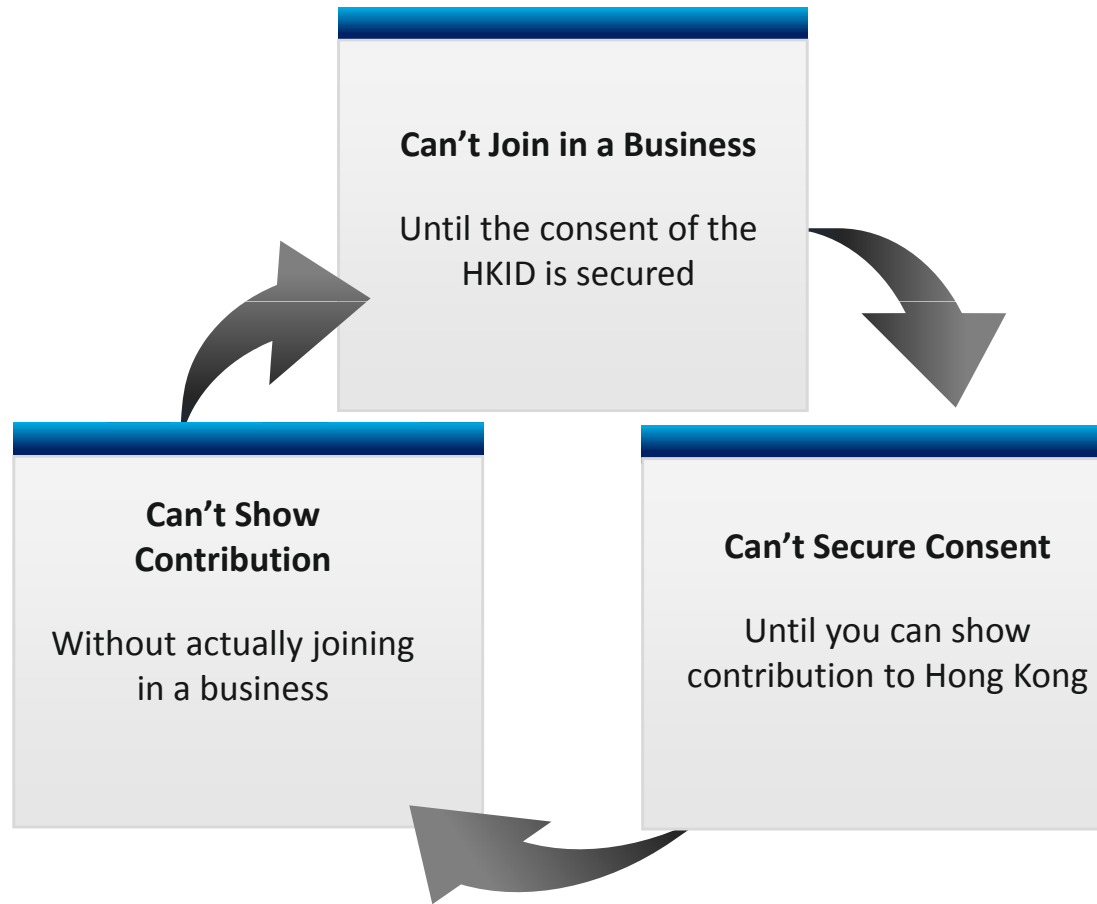 Can’t Join in a Business
Until the consent of the
HKID is secured
Can’t Show
Contribution
Without actually joining
in a business
Can’t Secure Consent
Until you can show
contribution to Hong Kong